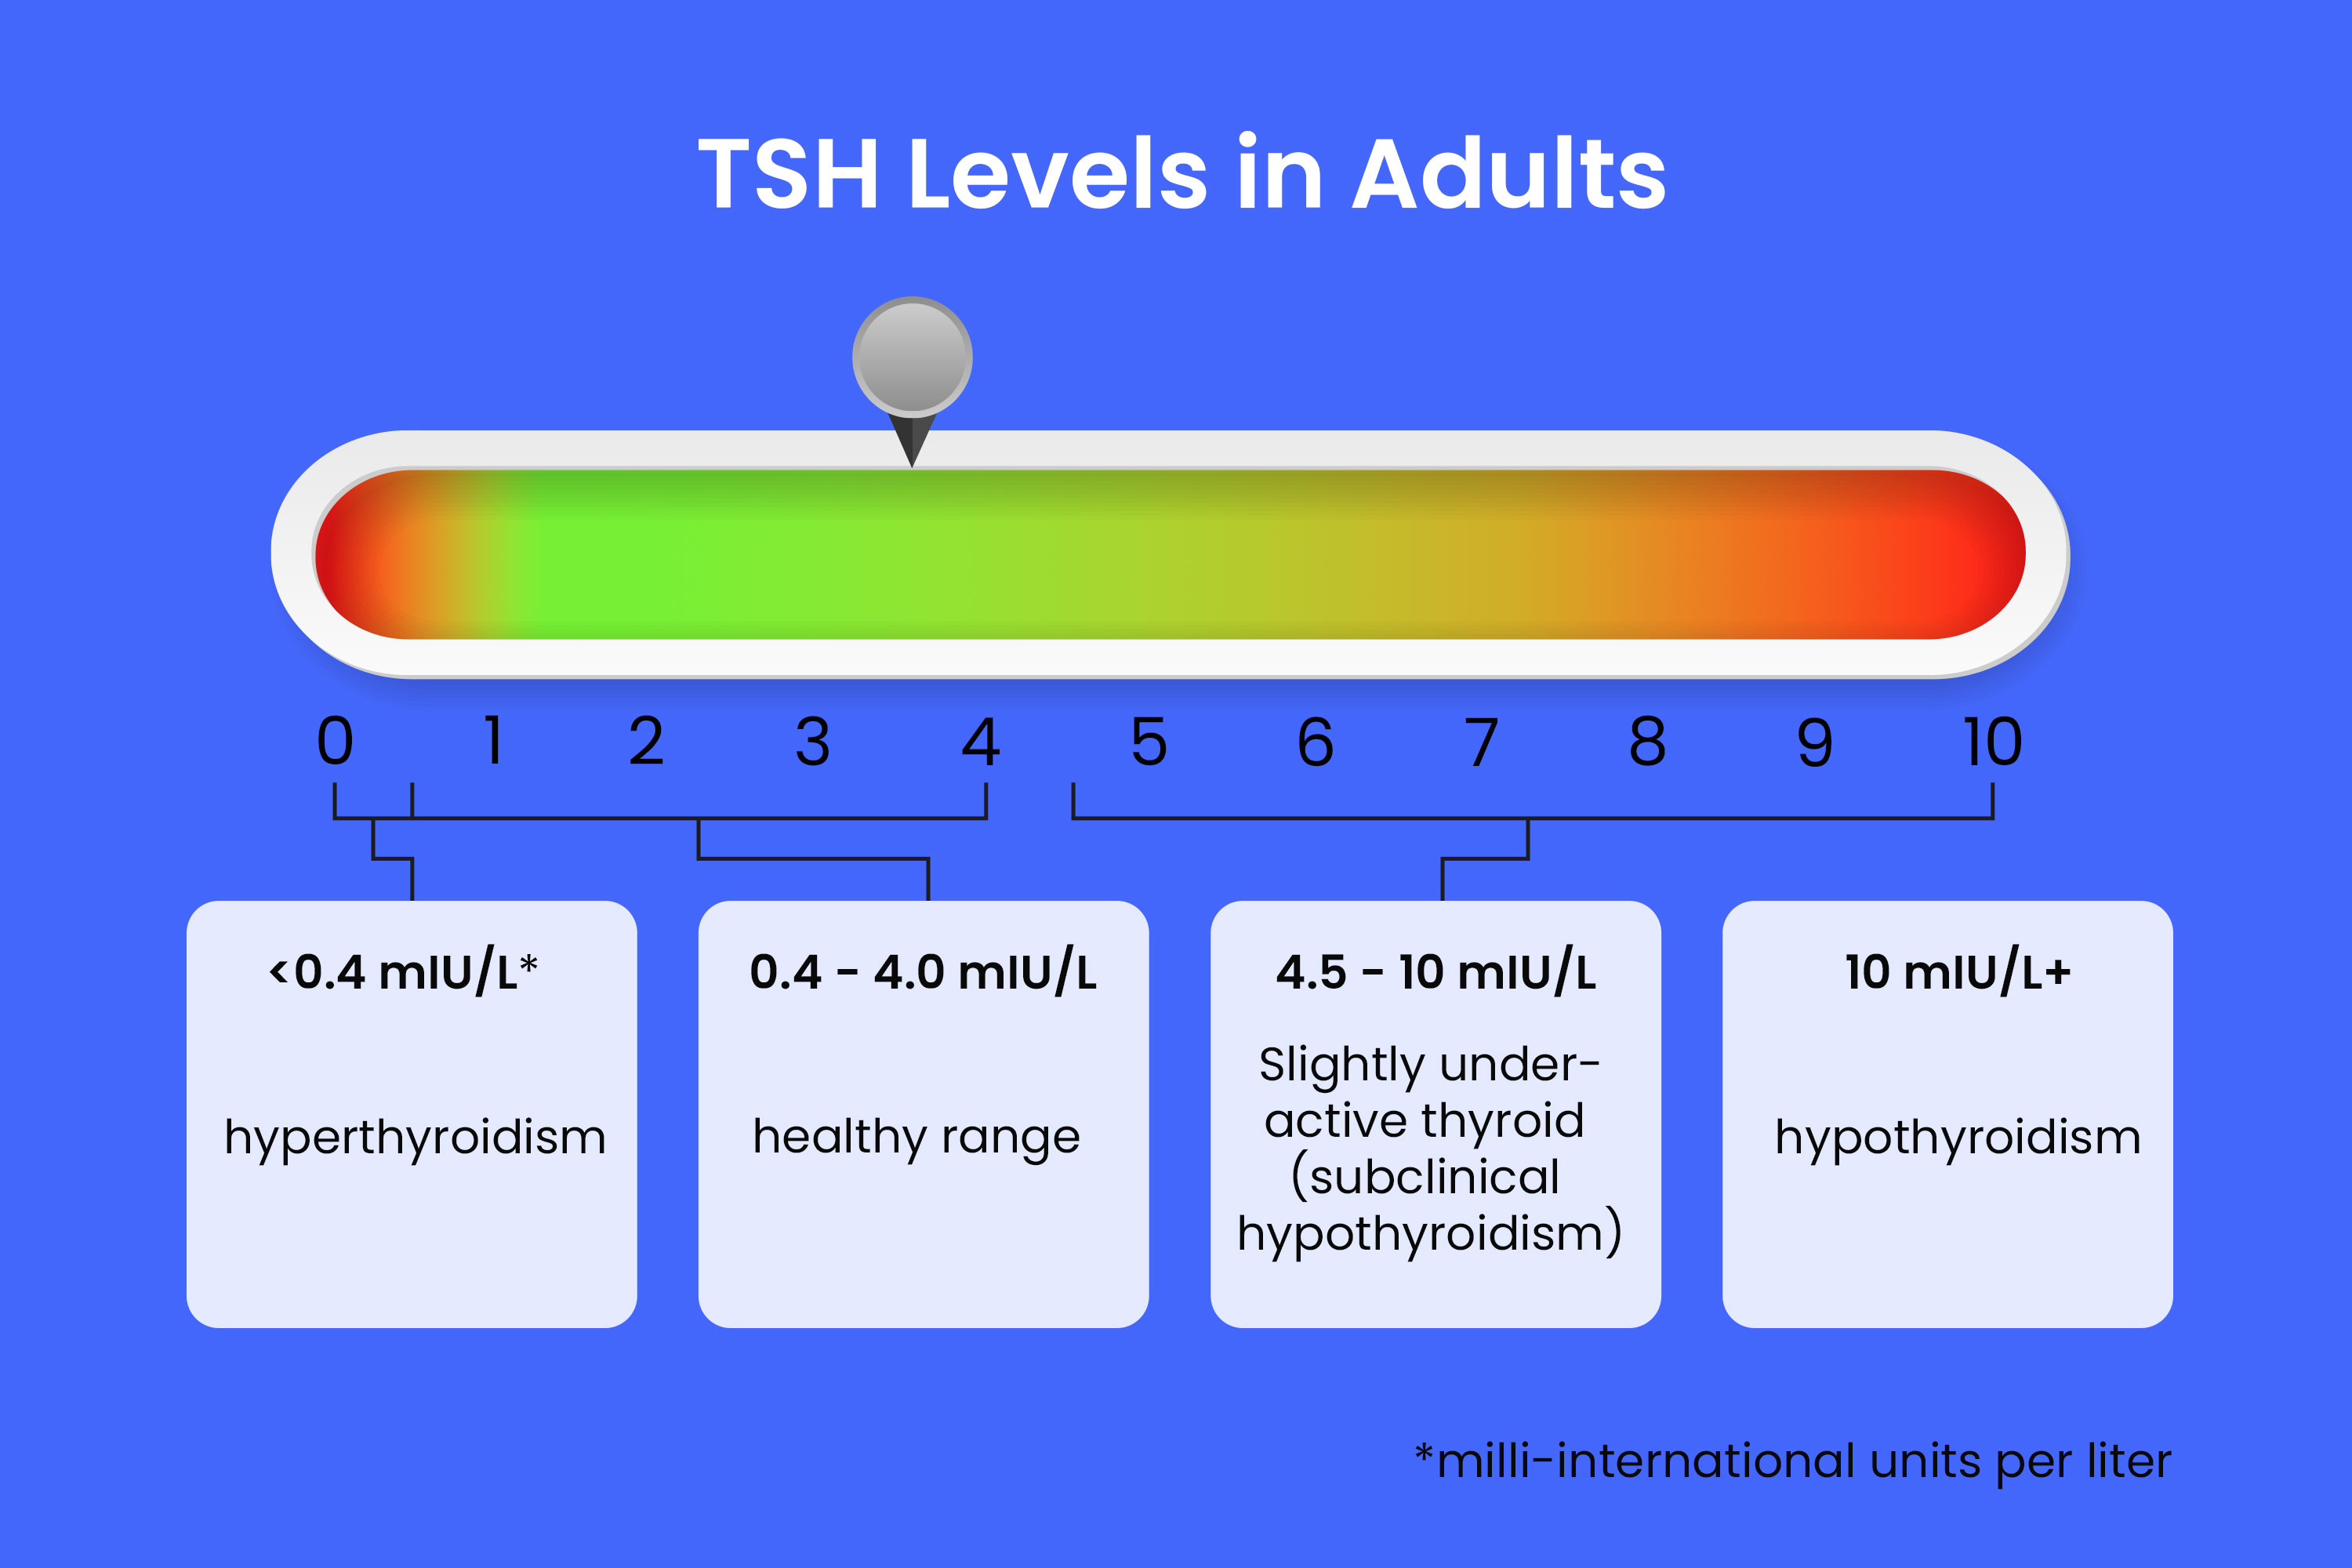 TSH Levels in Adults
0 1 2 3 4 5 6 7 8 9 10
<0.4 mIU/L*
hyperthyroidism
0.4 - 4.0 mIU/L
healthy range
4.5 - 10 mIU/L
Slightly under-
active thyroid
(subclinical
hypothyroidism)
10 mIU/L+
hypothyroidism
*milli-international units per liter